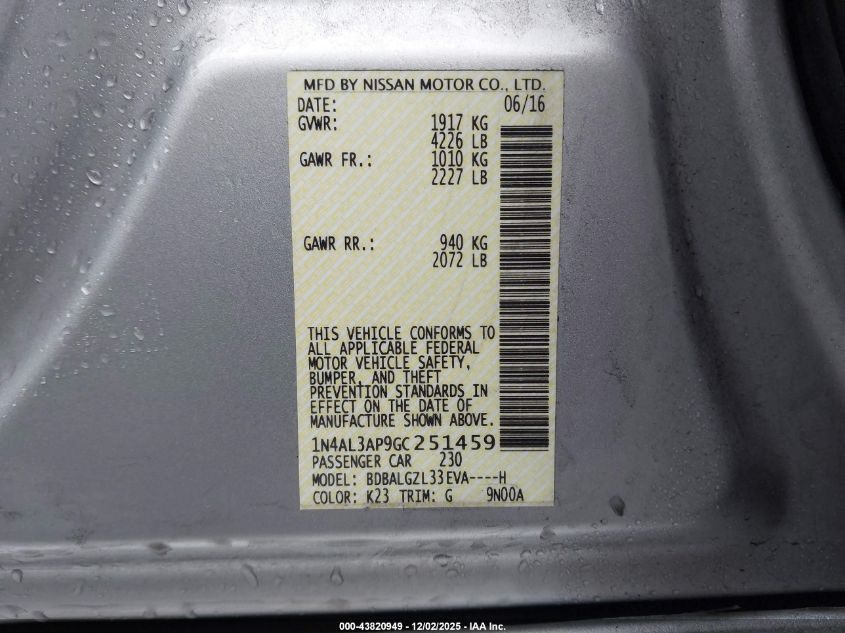 MFD BY NISSAN MOTOR CO., LTD.
DATE: 06/16
GVWR: 1917 KG
4226 LB
GAWR FR.: 1010 KG
2227 LB
GAWR RR.: 940 KG
2072 LB
THIS VEHICLE CONFORMS TO
ALL APPLICABLE FEDERAL
MOTOR VEHICLE SAFETY,
BUMPER, AND THEFT
PREVENTION STANDARDS IN
EFFECT ON THE DATE OF
MANUFACTURE SHOWN ABOVE.
1N4AL3AP9GC251459
PASSENGER CAR 230
MODEL: BDBALGZL33EVA----H
COLOR: K23 TRIM: G 9N00A
000-43820949 - 12/02/2025 - IAA Inc.